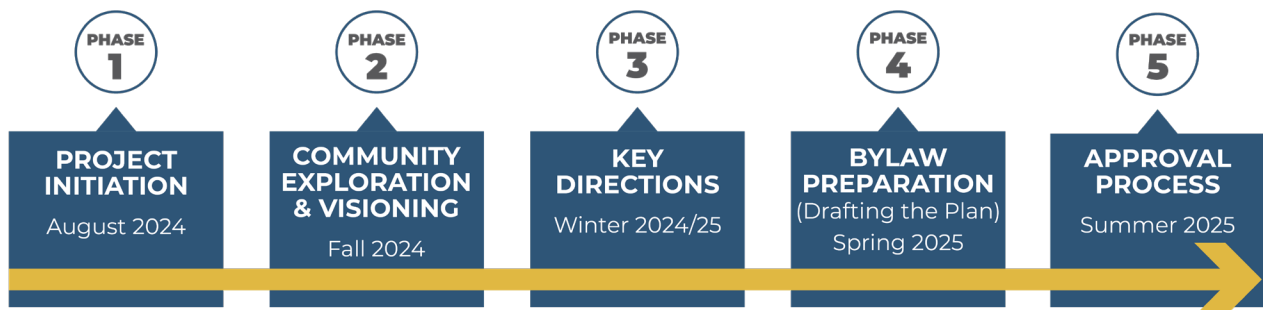 PHASE
1
PROJECT
INITIATION
August 2024
PHASE
2
COMMUNITY
EXPLORATION
& VISIONING
Fall 2024
PHASE
3
KEY
DIRECTIONS
Winter 2024/25
PHASE
4
BYLAW
PREPARATION
(Drafting the Plan)
Spring 2025
PHASE
5
APPROVAL
PROCESS
Summer 2025